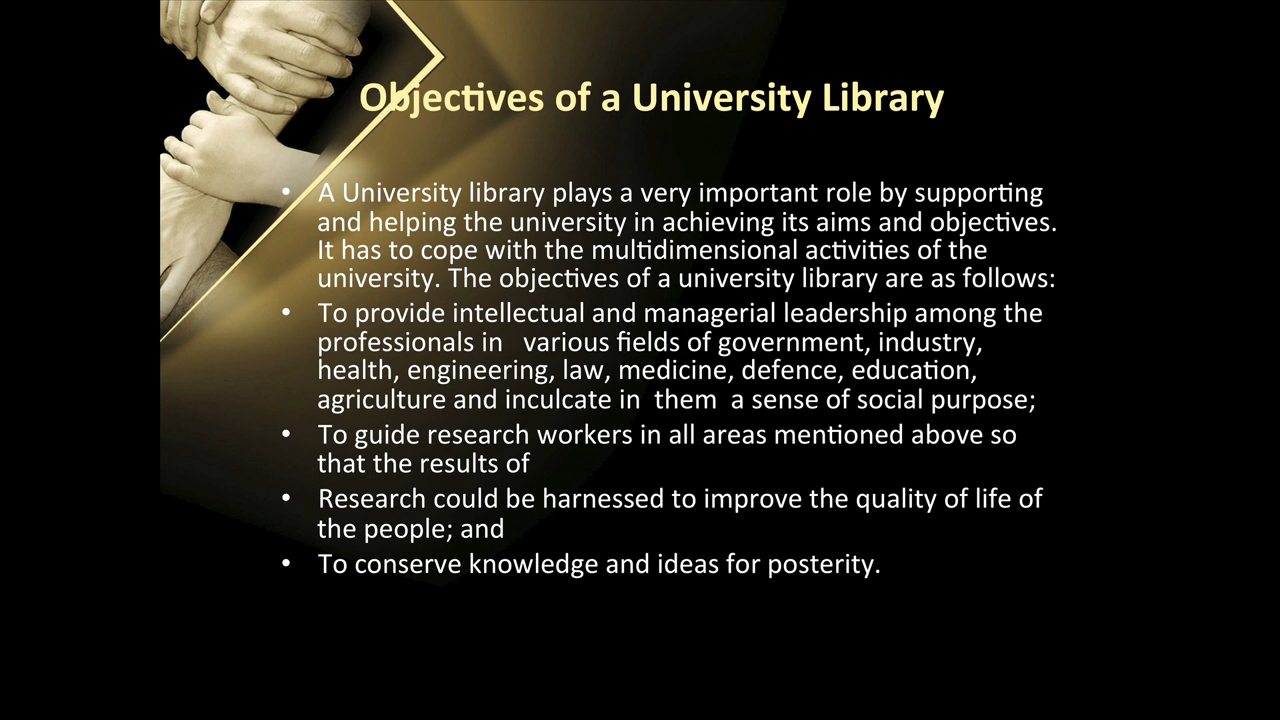 Objectives of a University Library
• A University library plays a very important role by supporting
and helping the university in achieving its aims and objectives.
It has to cope with the multidimensional activities of the
university. The objectives of a university library are as follows:
• To provide intellectual and managerial leadership among the
professionals in   various fields of government, industry,
health, engineering, law, medicine, defence, education,
agriculture and inculcate in  them  a sense of social purpose;
• To guide research workers in all areas mentioned above so
that the results of
• Research could be harnessed to improve the quality of life of
the people; and
• To conserve knowledge and ideas for posterity.